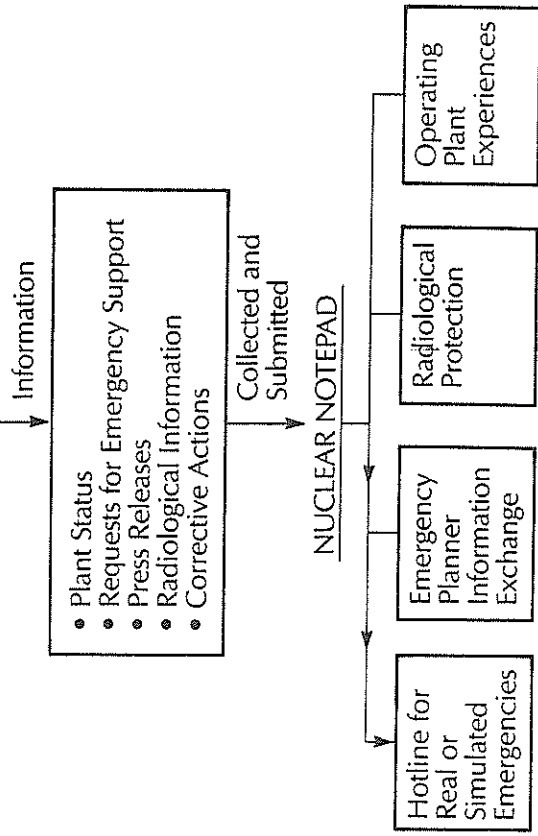 Information
• Plant Status
• Requests for Emergency Support
• Press Releases
• Radiological Information
• Corrective Actions
Collected and
Submitted
NUCLEAR NOTEPAD
Hotline for
Real or
Simulated
Emergencies
Emergency
Planner
Information
Exchange
Radiological
Protection
Operating
Plant
Experiences